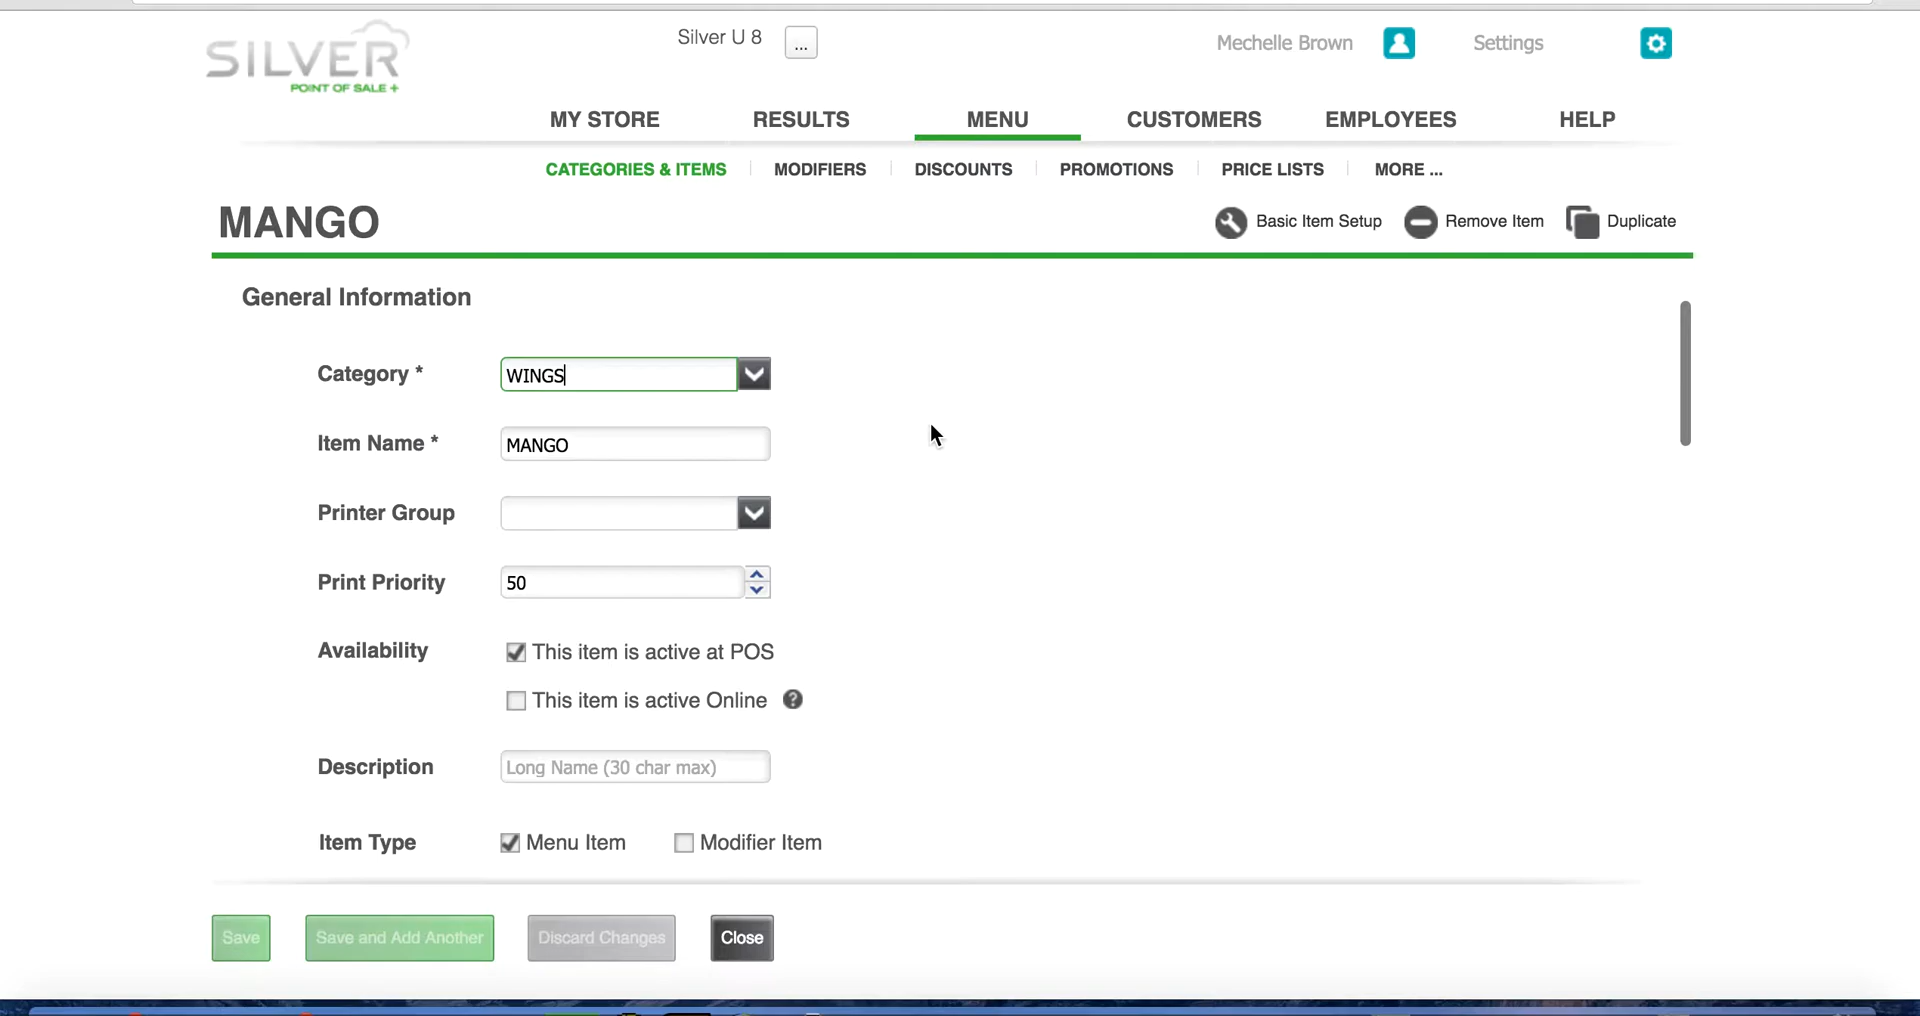 SILVER
POINT OF SALE +
Silver U 8
...
Mechelle Brown
Settings
MY STORE
RESULTS
MENU
CUSTOMERS
EMPLOYEES
HELP
CATEGORIES & ITEMS
MODIFIERS
DISCOUNTS
PROMOTIONS
PRICE LISTS
MORE ...
MANGO
Basic Item Setup
Remove Item
Duplicate
General Information
Category *
WINGS
Item Name *
MANGO
Printer Group
Print Priority
50
Availability
This item is active at POS
This item is active Online
?
Description
Long Name (30 char max)
Item Type
Menu Item
Modifier Item
Save
Save and Add Another
Discard Changes
Close